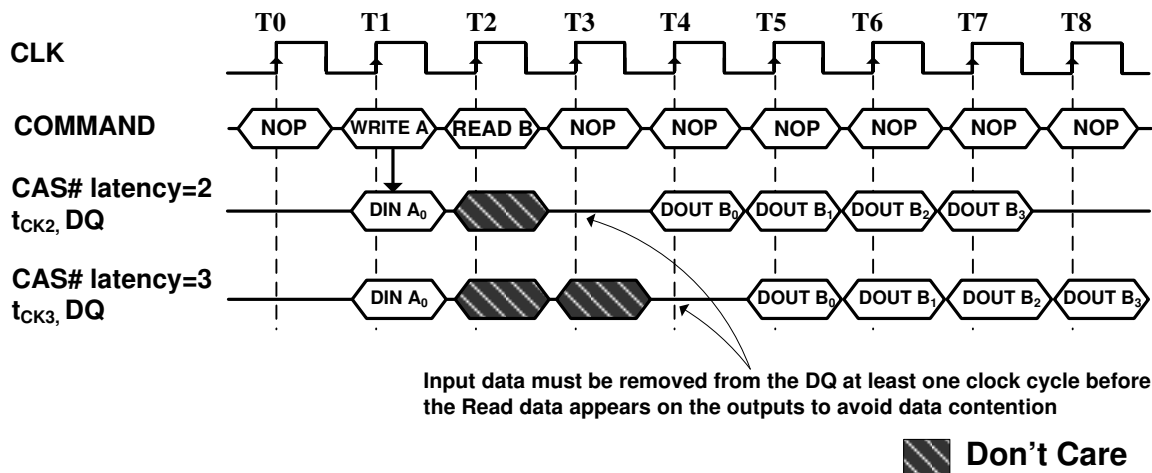 T0 T1 T2 T3 T4 T5 T6 T7 T8
CLK
COMMAND NOP WRITE A READ B NOP NOP NOP NOP NOP NOP
CAS# latency=2
tCK2, DQ DIN A0 DOUT B0 DOUT B1 DOUT B2 DOUT B3
CAS# latency=3
tCK3, DQ DIN A0 DOUT B0 DOUT B1 DOUT B2 DOUT B3
Input data must be removed from the DQ at least one clock cycle before
the Read data appears on the outputs to avoid data contention
Don't Care